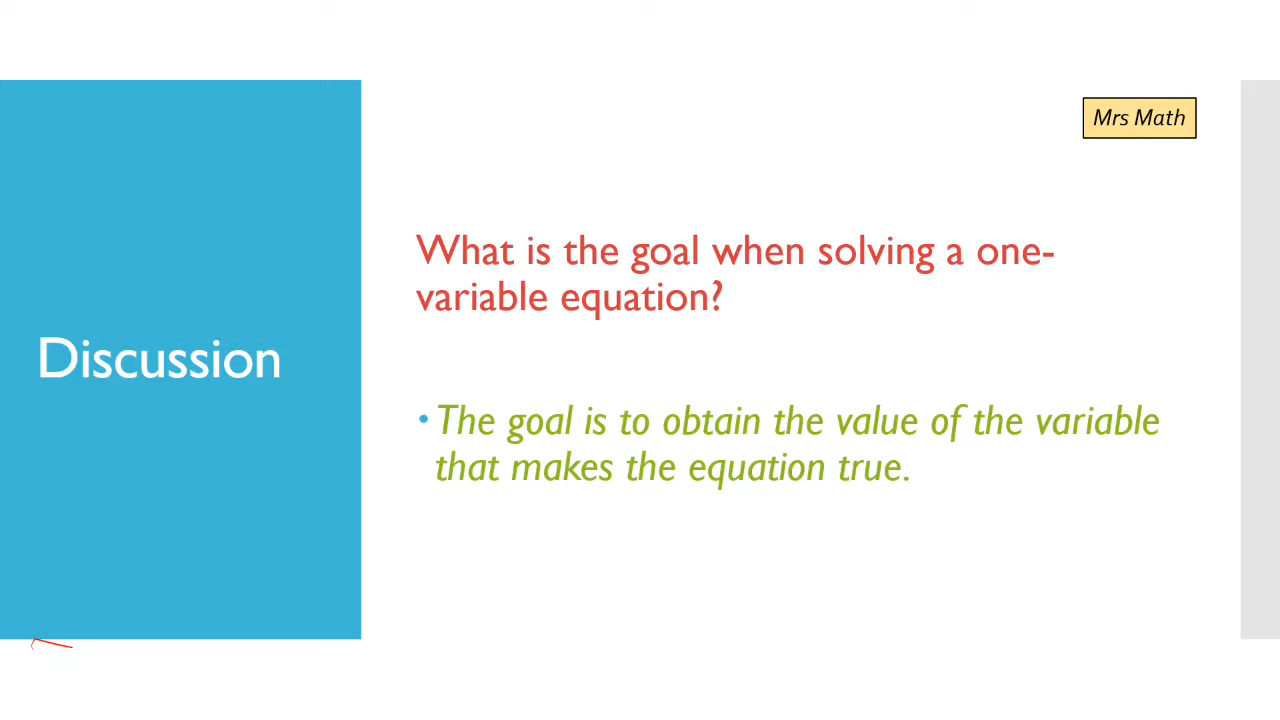 Mrs Math
What is the goal when solving a one-
variable equation?
Discussion
• The goal is to obtain the value of the variable
that makes the equation true.